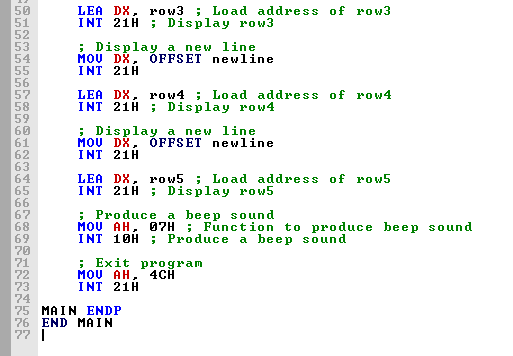 50 LEA DX, row3 ; Load address of row3
51 INT 21H ; Display row3
52
53 ; Display a new line
54 MOV DX, OFFSET newline
55 INT 21H
56
57 LEA DX, row4 ; Load address of row4
58 INT 21H ; Display row4
59
60 ; Display a new line
61 MOV DX, OFFSET newline
62 INT 21H
63
64 LEA DX, row5 ; Load address of row5
65 INT 21H ; Display row5
66
67 ; Produce a beep sound
68 MOV AH, 07H ; Function to produce beep sound
69 INT 10H ; Produce a beep sound
70
71 ; Exit program
72 MOV AH, 4CH
73 INT 21H
74
75 MAIN ENDP
76 END MAIN
77